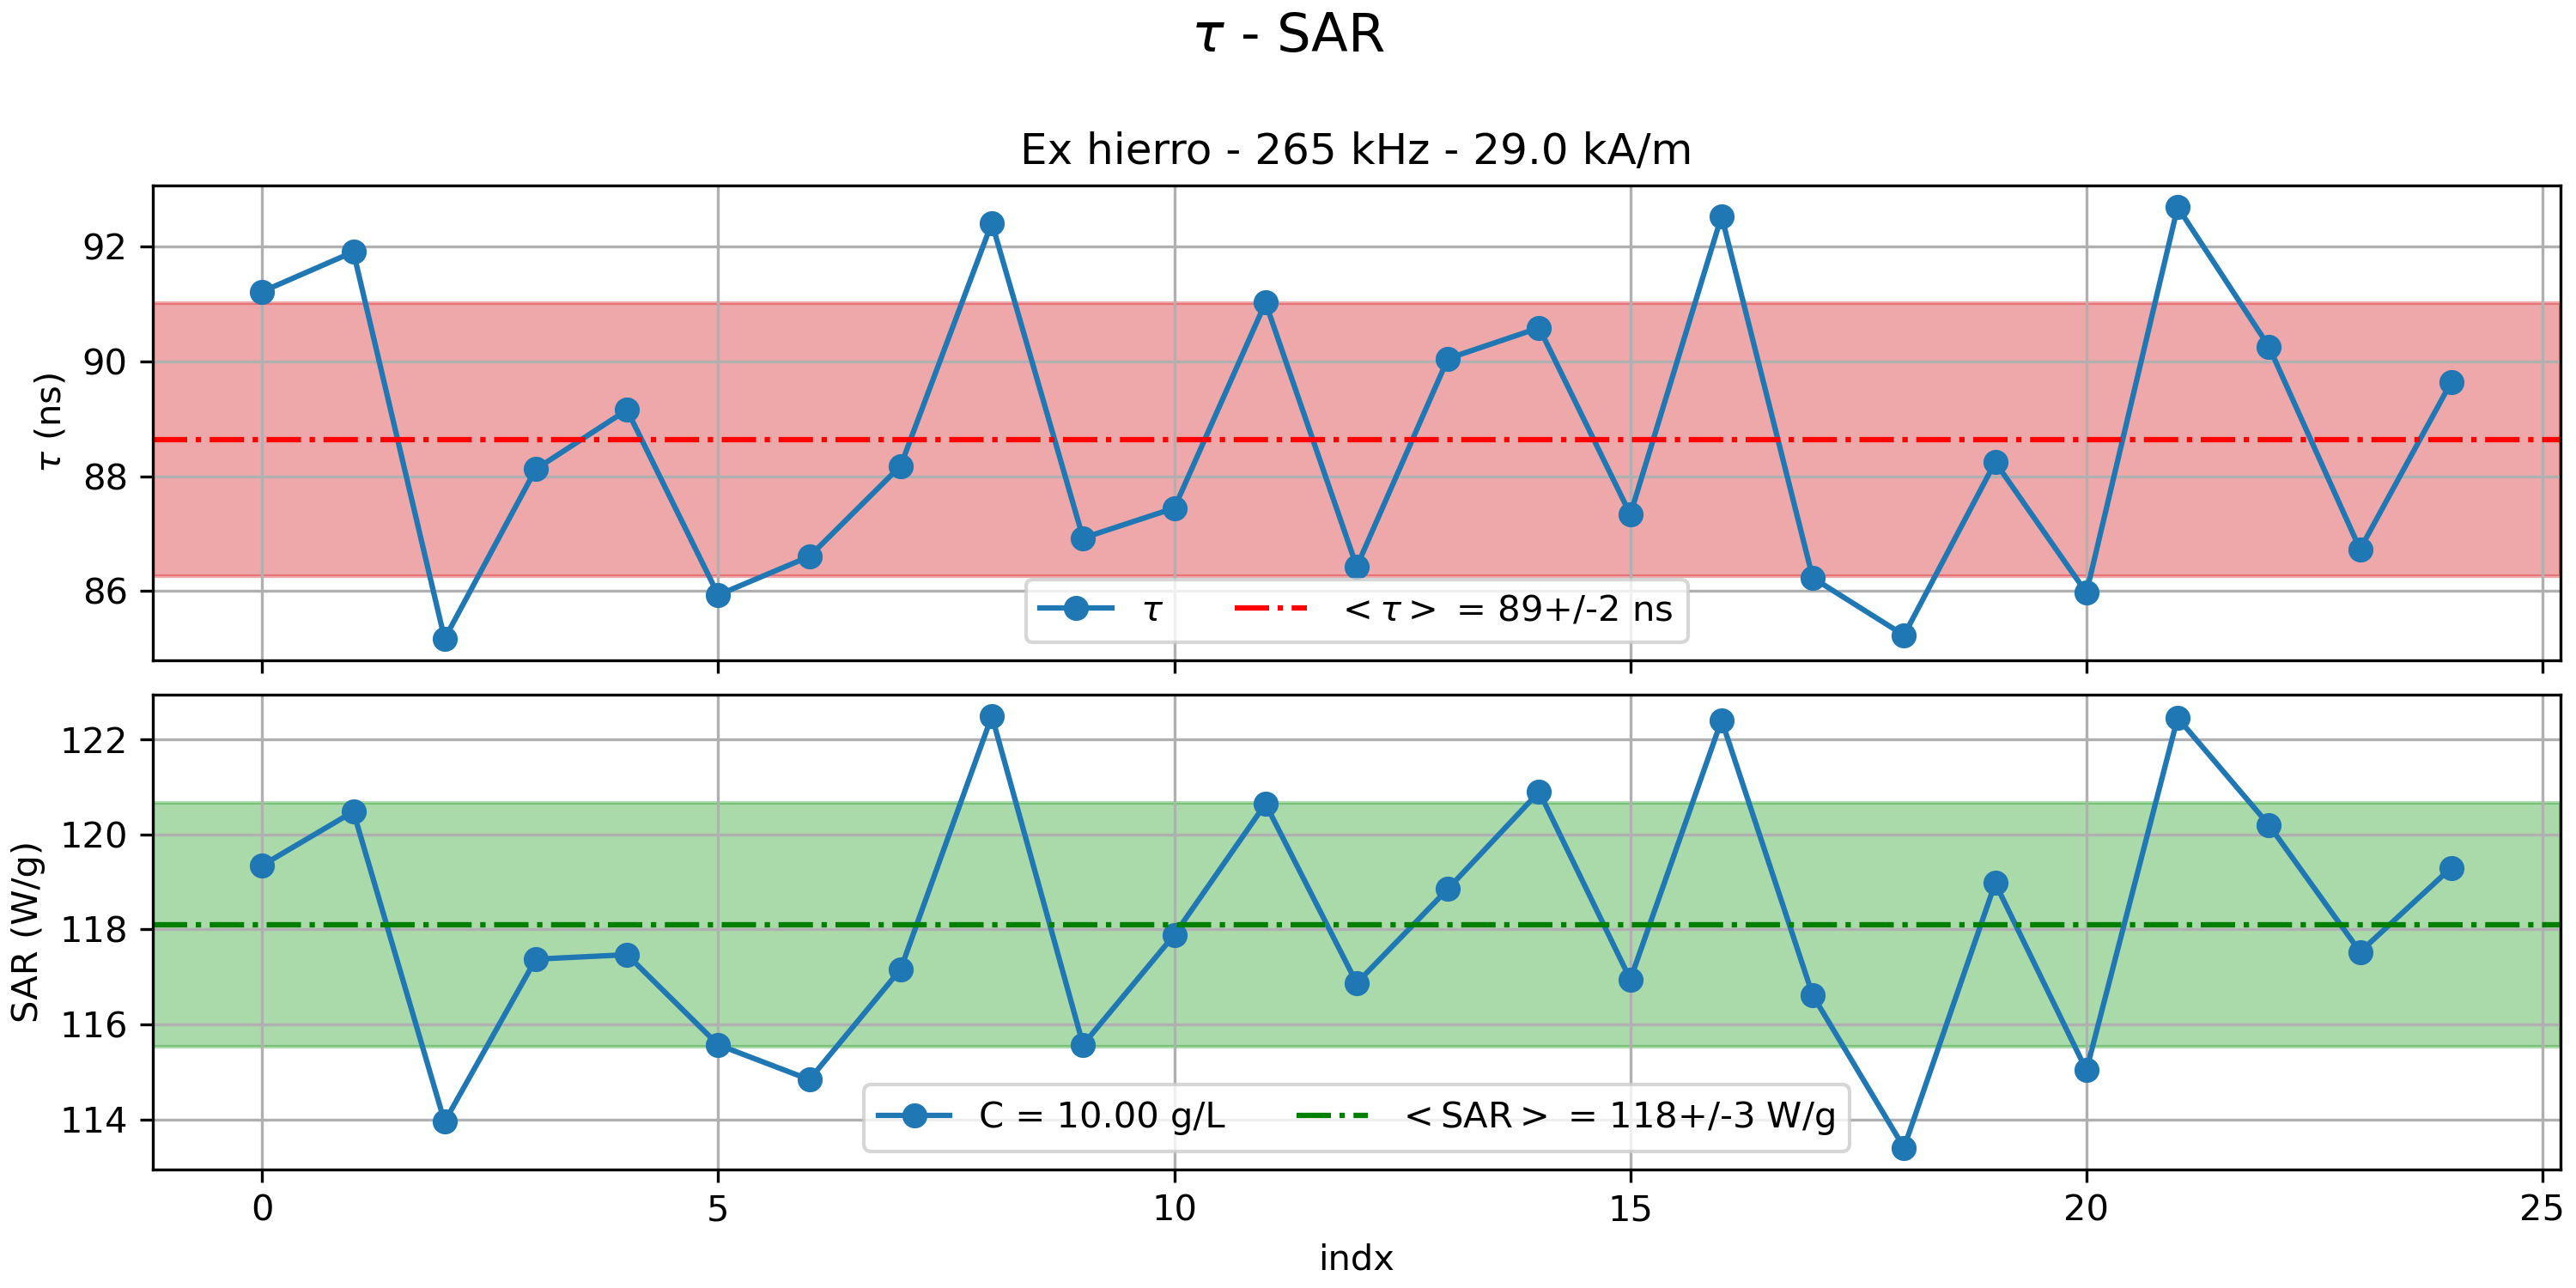 τ - SAR
Ex hierro - 265 kHz - 29.0 kA/m
τ (ns)
92
90
88
86
τ
<τ> = 89+/-2 ns
SAR (W/g)
122
120
118
116
114
C = 10.00 g/L
<SAR> = 118+/-3 W/g
0 5 10 15 20 25
indx